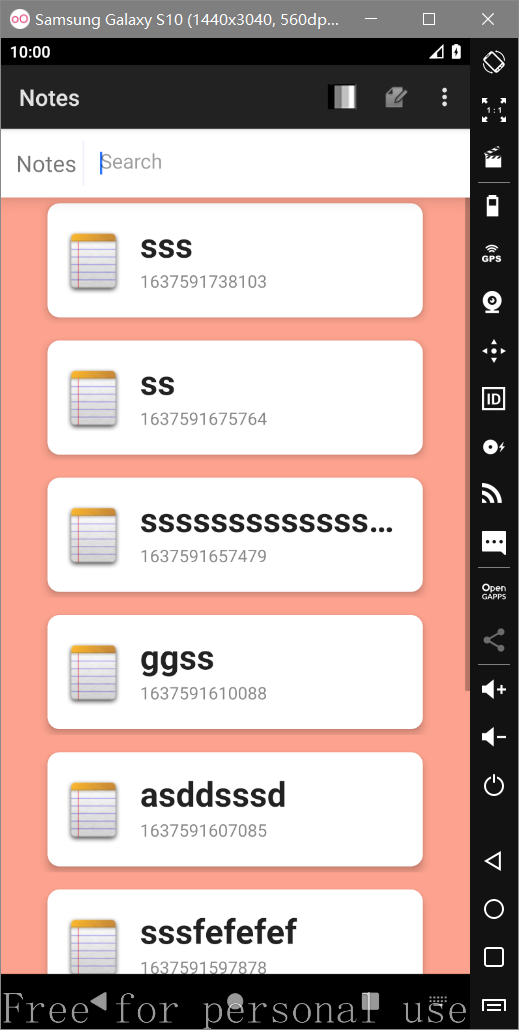 Samsung Galaxy S10 (1440x3040, 560dp...
10:00
Notes
Notes
Search
sss
1637591738103
ss
1637591675764
sssssssssssss...
1637591657479
ggss
1637591610088
asddsssd
1637591607085
sssfefefef
1637591597878
1:1
GPS
ID
Open
GAPPS
Free for personal use